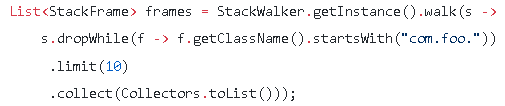 List<StackFrame> frames = StackWalker.getInstance().walk(s ->
s.dropWhile(f -> f.getClassName().startsWith("com.foo."))
.limit(10)
.collect(Collectors.toList()));